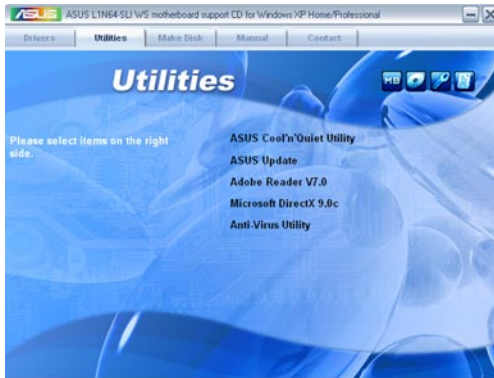 ASUS
ASUS L1N64-SLI WS motherboard support CD for Windows XP Home/Professional
Drivers
Utilities
Make Disk
Manual
Contact
Utilities
MB
Please select items on the right
side.
ASUS Cool'n'Quiet Utility
ASUS Update
Adobe Reader V7.0
Microsoft DirectX 9.0c
Anti-Virus Utility